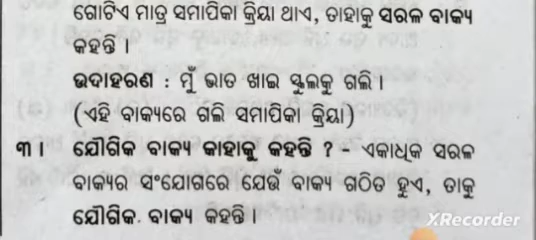 ଗୋଟିଏ ମାତ୍ର ସମାପିକା କ୍ରିୟା ଥାଏ, ତାହାକୁ ସରଳ ବାକ୍ୟ
କହନ୍ତି ।
ଉଦାହରଣ : ମୁଁ ଭାତ ଖାଇ ସ୍କୁଲକୁ ଗଲି ।
(ଏହି ବାକ୍ୟରେ ଗଲି ସମାପିକା କ୍ରିୟା)
୩। ଯୌଗିକ ବାକ୍ୟ କାହାକୁ କହନ୍ତି ? - ଏକାଧିକ ସରଳ
ବାକ୍ୟର ସଂଯୋଗରେ ଯେଉଁ ବାକ୍ୟ ଗଠିତ ହୁଏ, ତାକୁ
ଯୌଗିକ ବାକ୍ୟ କହନ୍ତି ।
XRecorder